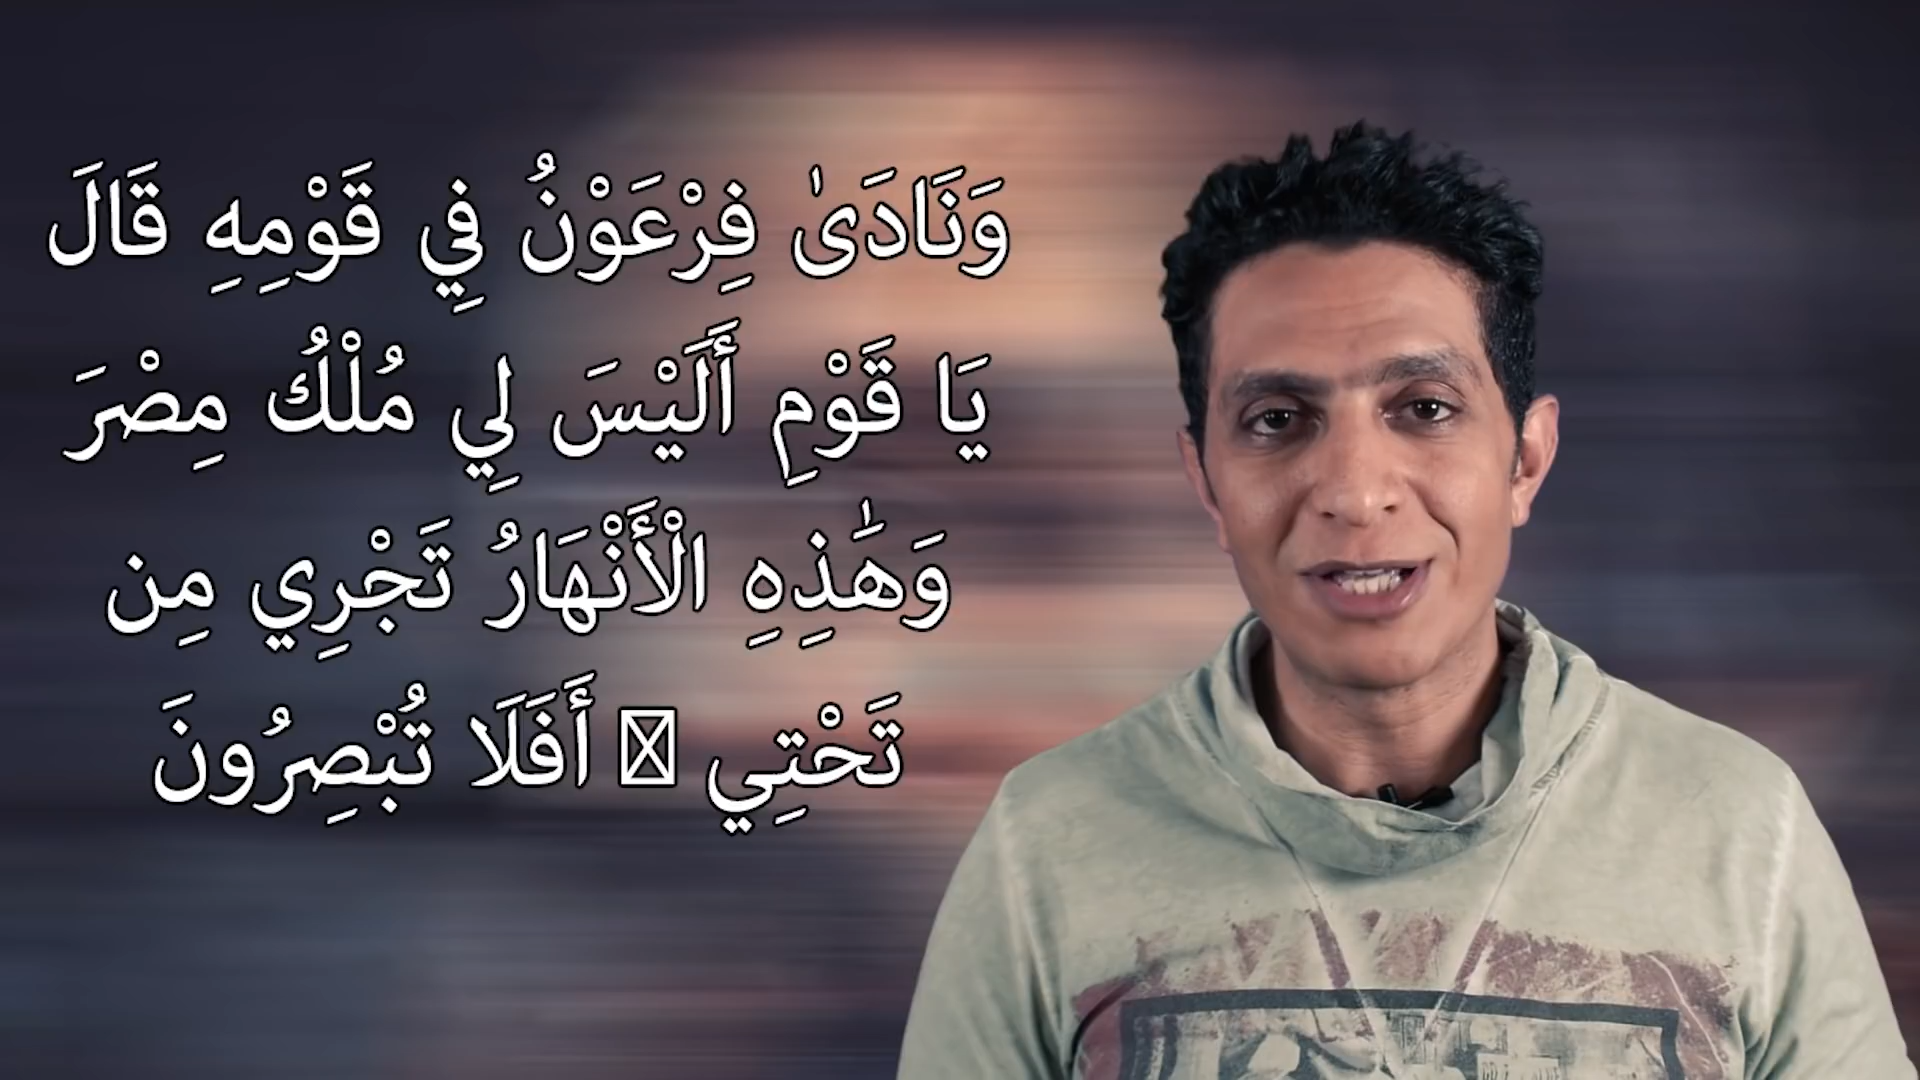 وَنَادَىٰ فِرْعَوْنُ فِي قَوْمِهِ قَالَ
يَا قَوْمِ أَلَيْسَ لِي مُلْكُ مِصْرَ
وَهَٰذِهِ الْأَنْهَارُ تَجْرِي مِن
تَحْتِي أَفَلَا تُبْصِرُونَ